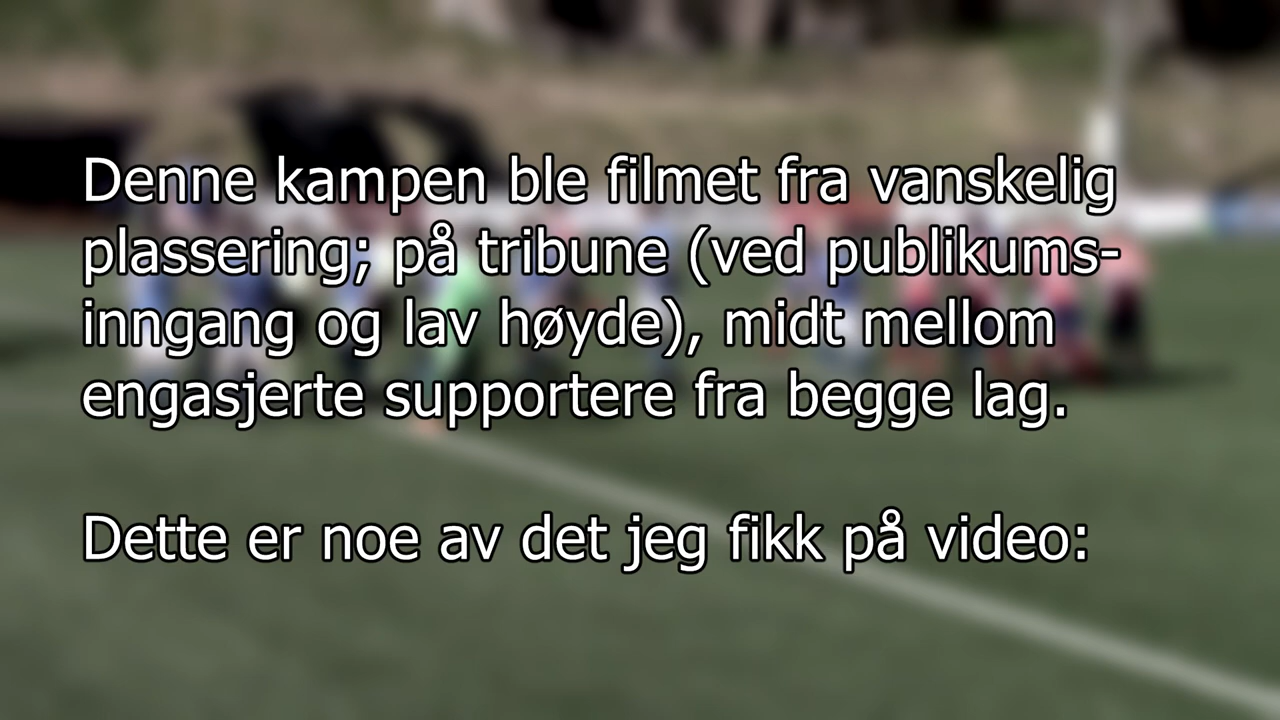 Denne kampen ble filmet fra vanskelig
plassering; på tribune (ved publikums-
inngang og lav høyde), midt mellom
engasjerte supportere fra begge lag.
Dette er noe av det jeg fikk på video: